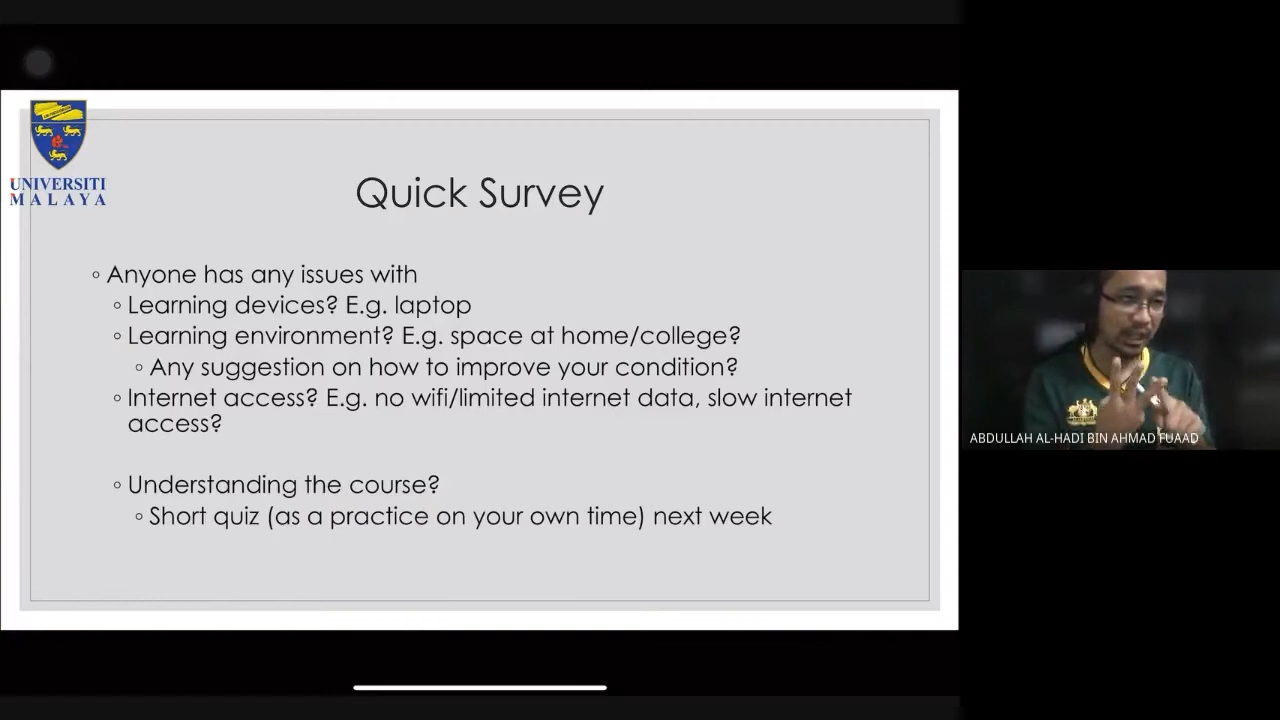 UNIVERSITI
MALAYA
Quick Survey
◦ Anyone has any issues with
◦ Learning devices? E.g. laptop
◦ Learning environment? E.g. space at home/college?
◦ Any suggestion on how to improve your condition?
◦ Internet access? E.g. no wifi/limited internet data, slow internet
access?
◦ Understanding the course?
◦ Short quiz (as a practice on your own time) next week
ABDULLAH AL-HADI BIN AHMAD FUAAD